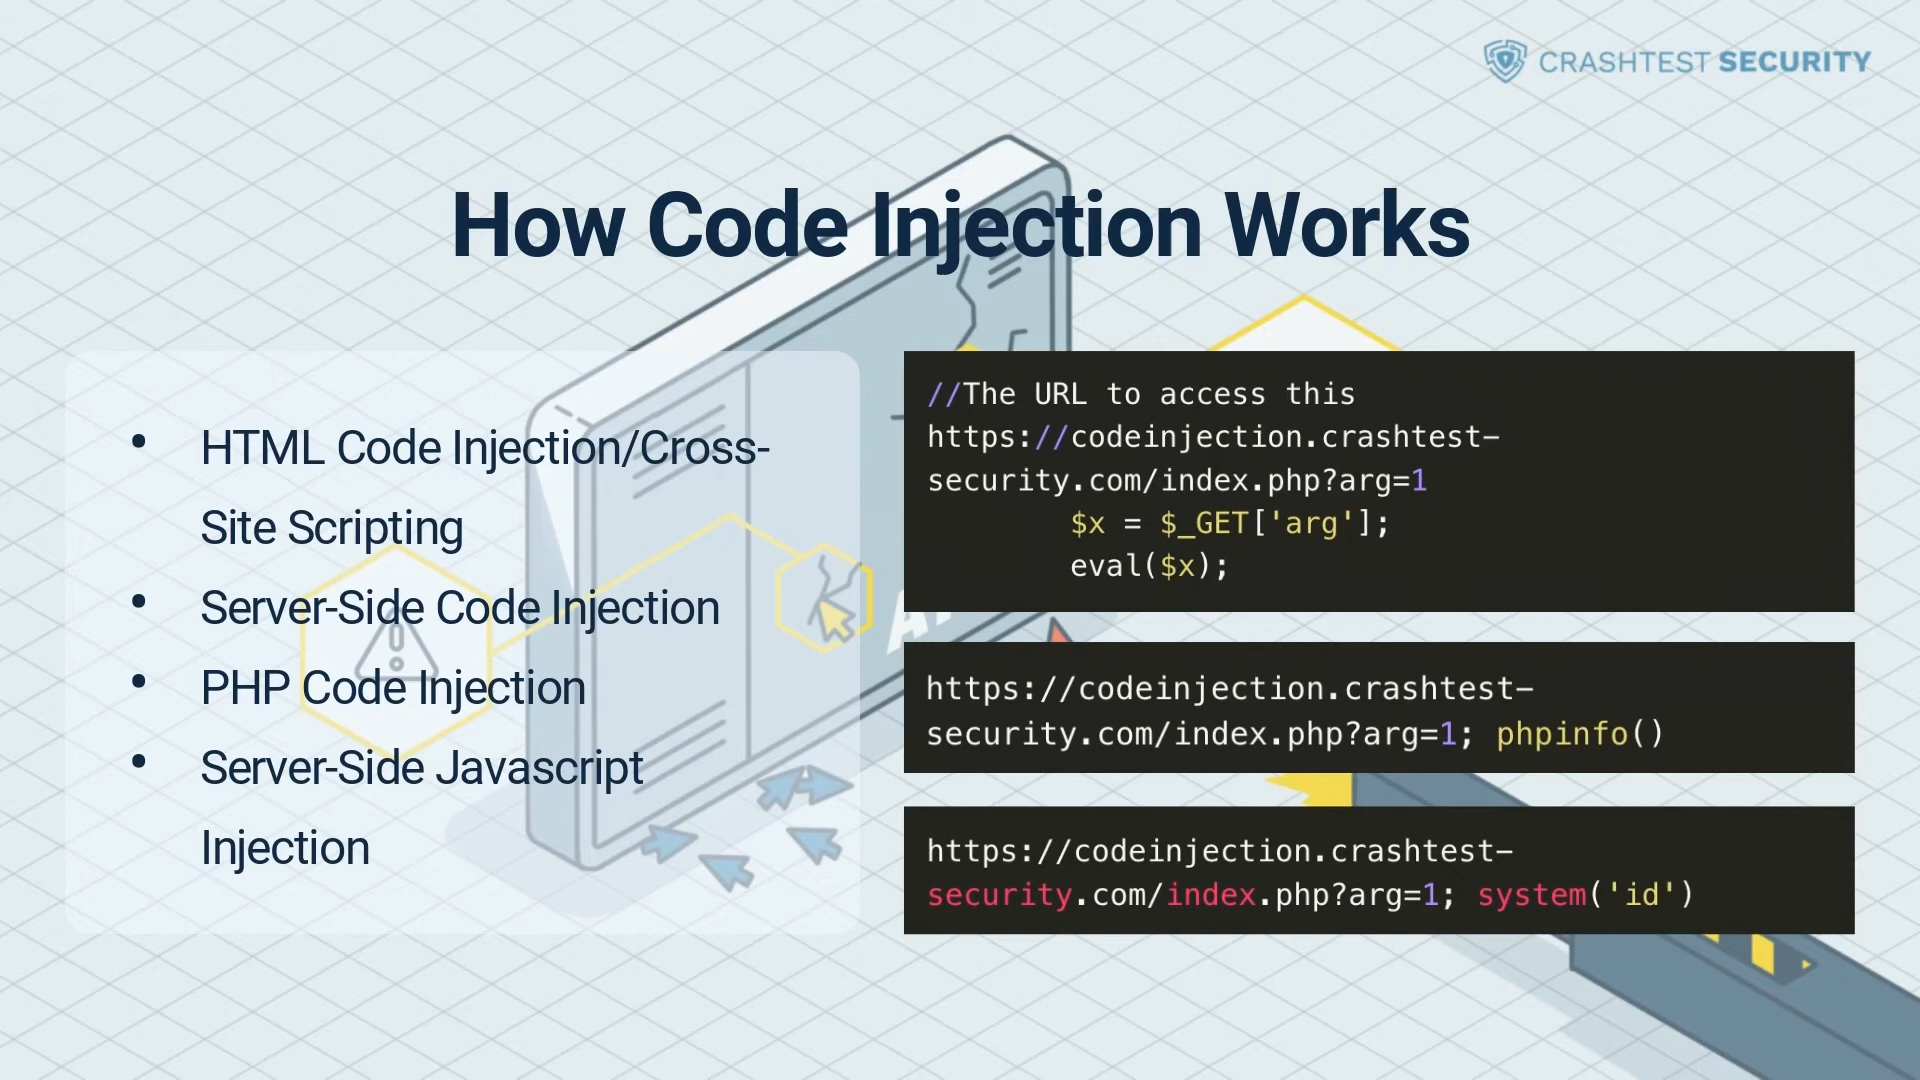 CRASHTEST SECURITY
How Code Injection Works
• HTML Code Injection/Cross-
Site Scripting
• Server-Side Code Injection
• PHP Code Injection
• Server-Side Javascript
Injection
//The URL to access this
https://codeinjection.crashtest-
security.com/index.php?arg=1
$x = $_GET['arg'];
eval($x);
https://codeinjection.crashtest-
security.com/index.php?arg=1; phpinfo()
https://codeinjection.crashtest-
security.com/index.php?arg=1; system('id')